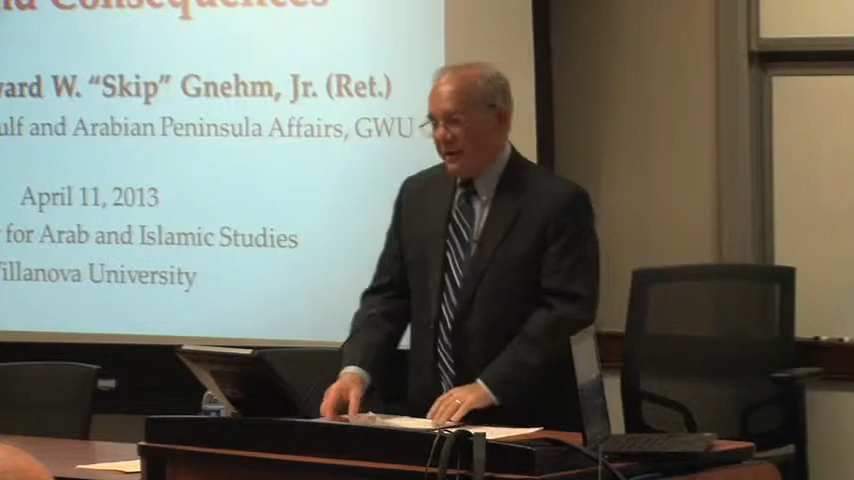 nd Consequences
ward W. “Skip” Gnehm, Jr. (Ret.)
ulf and Arabian Peninsula Affairs, GWU
April 11, 2013
for Arab and Islamic Studies
illanova University